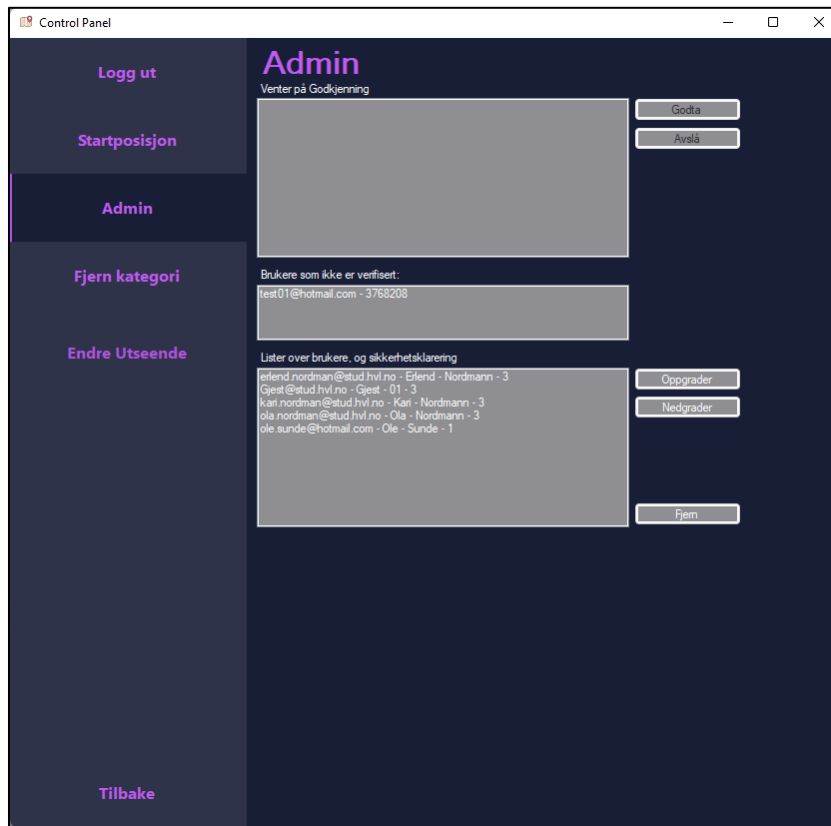 Control Panel
Logg ut
Startposisjon
Admin
Fjern kategori
Endre Utseende
Tilbake
Admin
Venter på Godkjenning
Godta
Avslå
Brukere som ikke er verifisert:
test01@hotmail.com - 3768208
Lister over brukere, og sikkerhetsklarering
erlend.nordman@stud.hvl.no - Erlend - Nordmann - 3
Gjest@stud.hvl.no - Gjest - 01 - 3
kari.nordman@stud.hvl.no - Kari - Nordmann - 3
ola.nordman@stud.hvl.no - Ola - Nordmann - 3
ole.sunde@hotmail.com - Ole - Sunde - 1
Oppgrader
Nedgrader
Fjern